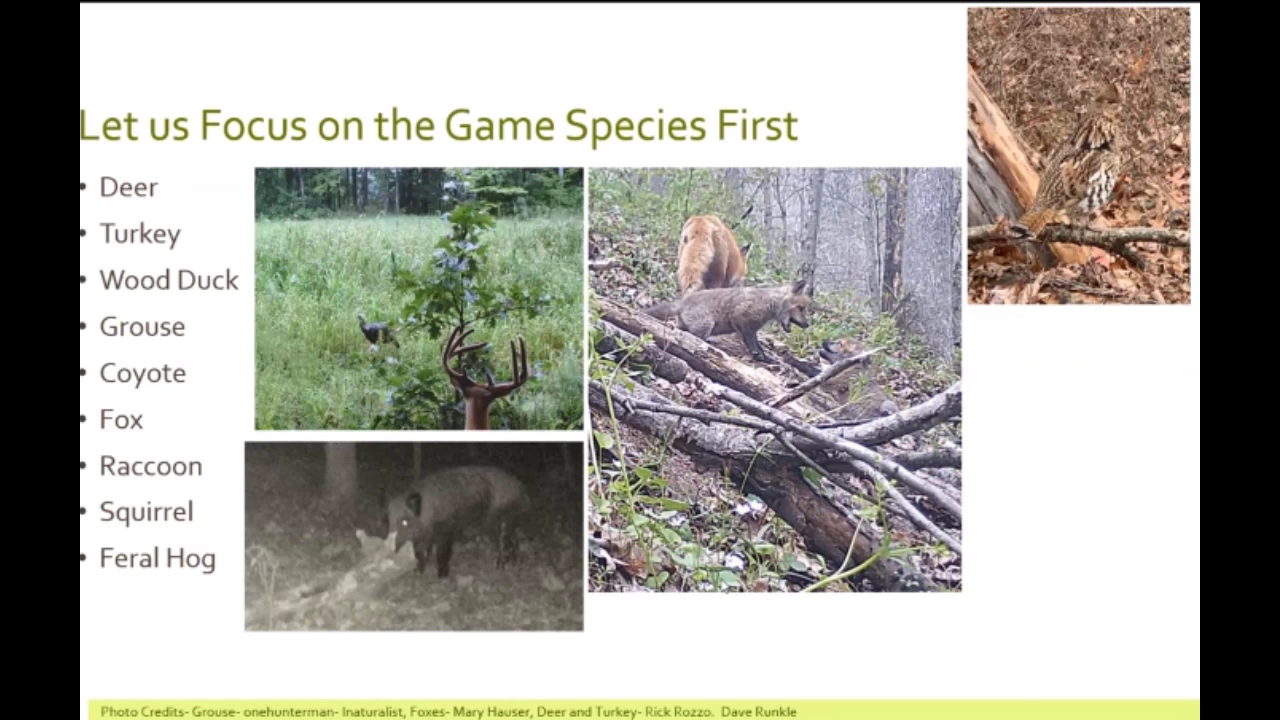 Let us Focus on the Game Species First
• Deer
• Turkey
• Wood Duck
• Grouse
• Coyote
• Fox
• Raccoon
• Squirrel
• Feral Hog
Photo Credits- Grouse- onehunterman- Inaturalist, Foxes- Mary Hauser, Deer and Turkey- Rick Rozzo.  Dave Runkle